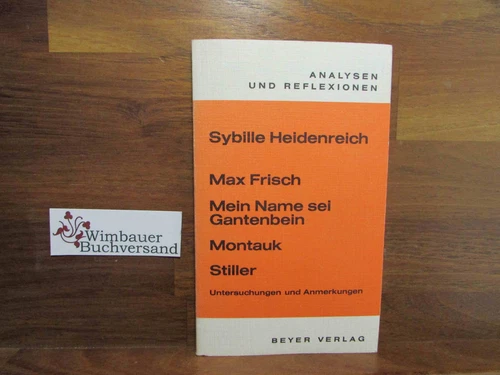 ANALYSEN
UND REFLEXIONEN
Sybille Heidenreich
Max Frisch
Mein Name sei
Gantenbein
Montauk
Stiller
Untersuchungen und Anmerkungen
BEYER VERLAG
Wimbauer
Buchversand